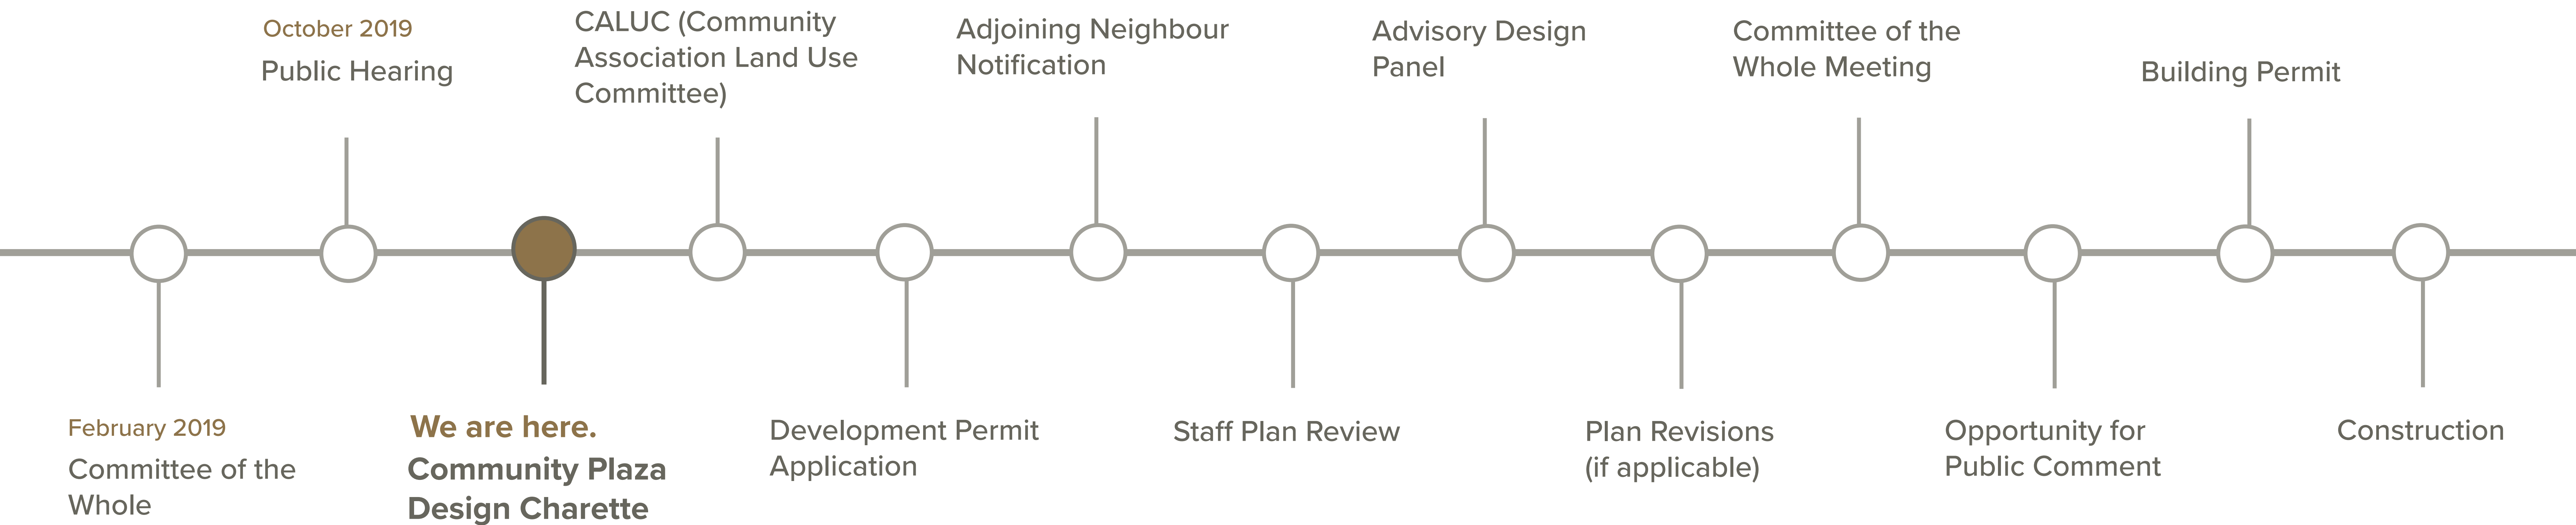 February 2019
Committee of the
Whole
October 2019
Public Hearing
We are here.
Community Plaza
Design Charette
CALUC (Community
Association Land Use
Committee)
Development Permit
Application
Adjoining Neighbour
Notification
Staff Plan Review
Advisory Design
Panel
Plan Revisions
(if applicable)
Committee of the
Whole Meeting
Opportunity for
Public Comment
Building Permit
Construction